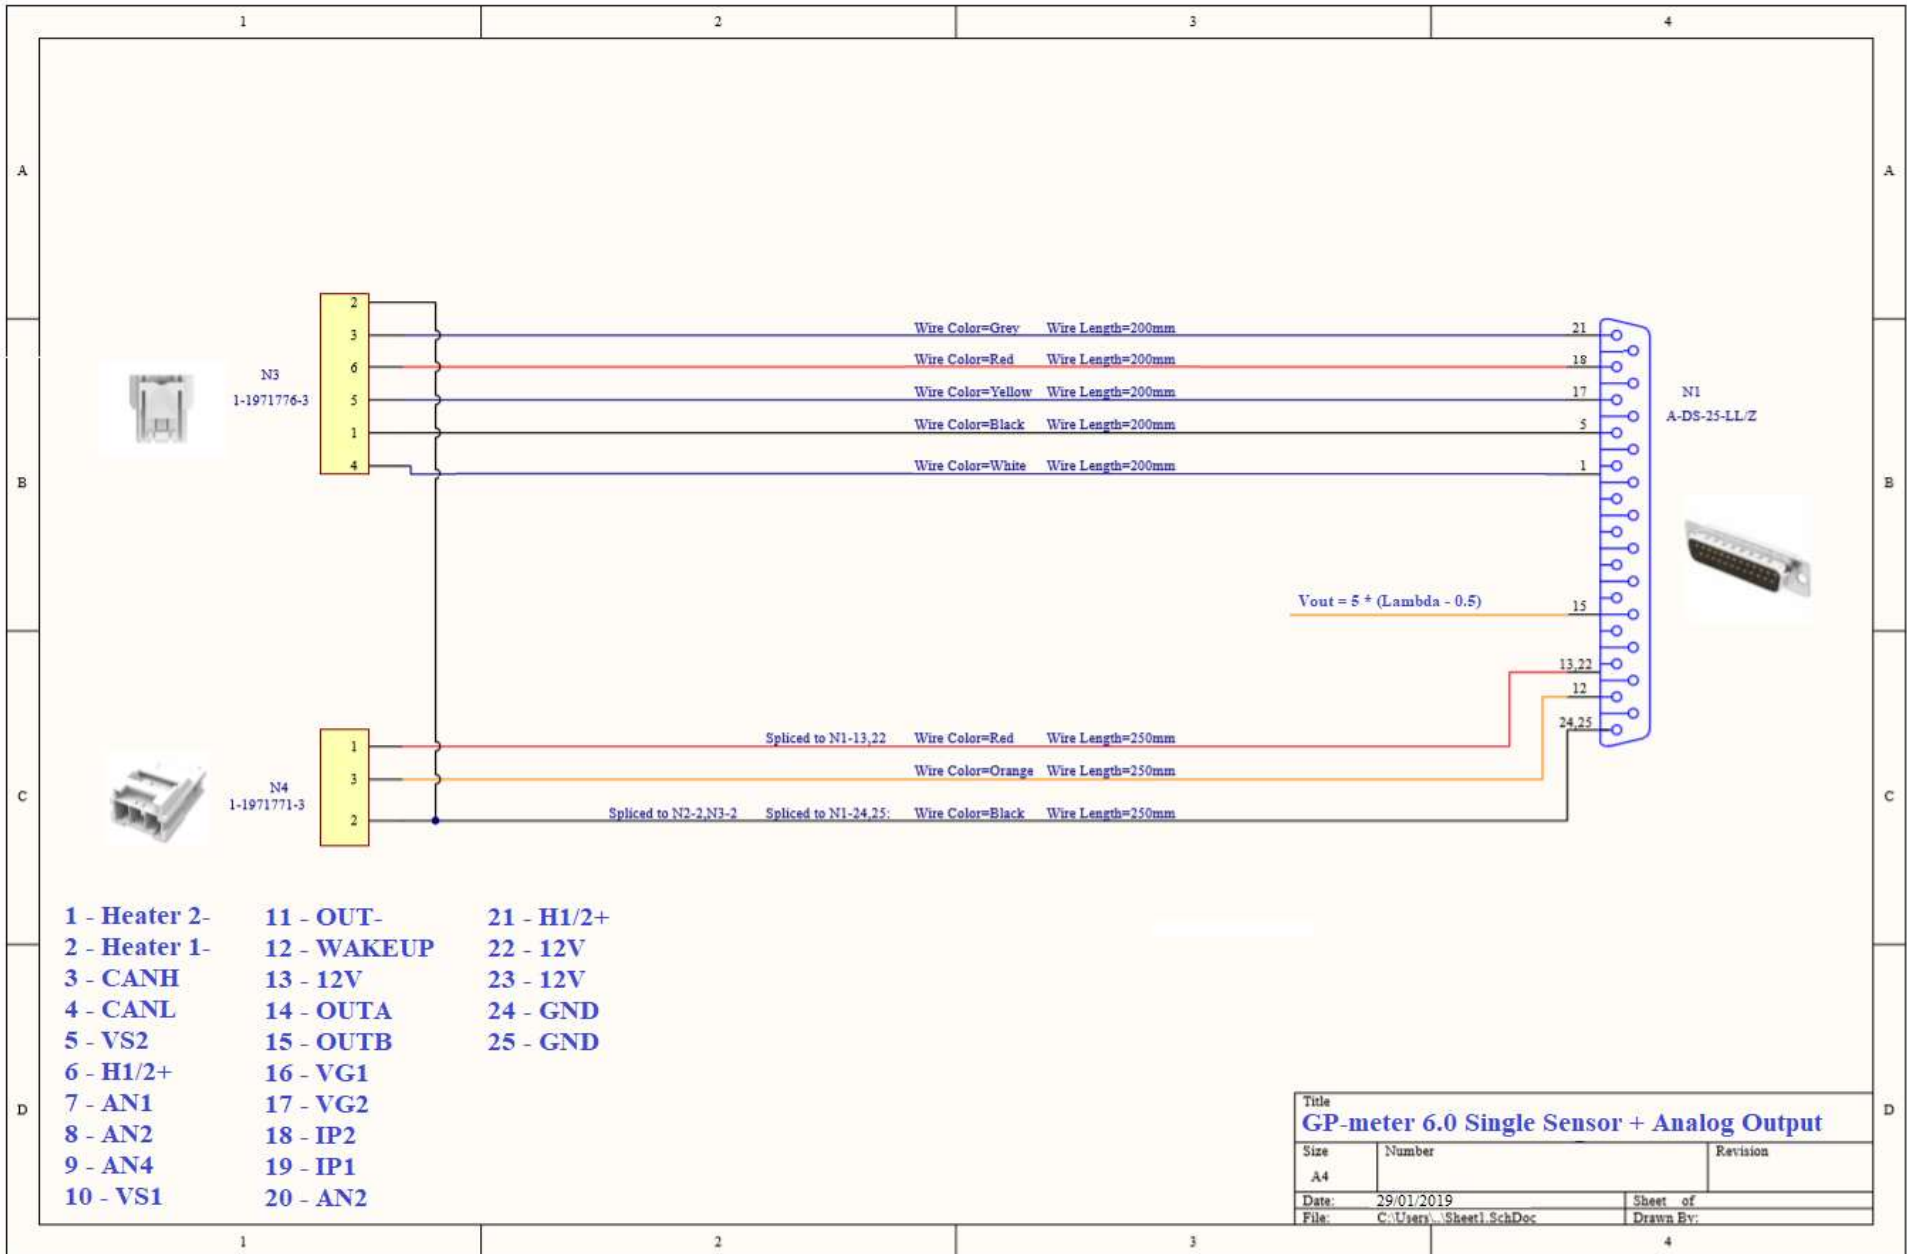 1 2 3 4
A A
2
3 Wire Color=Grey Wire Length=200mm 21
6 Wire Color=Red Wire Length=200mm 18
N3
1-1971776-3
5 Wire Color=Yellow Wire Length=200mm 17
N1
A-DS-25-LL/Z
1 Wire Color=Black Wire Length=200mm 5
4 Wire Color=White Wire Length=200mm 1
B B
Vout = 5 * (Lambda - 0.5) 15
13,22
12
24,25
1 Spliced to N1-13,22 Wire Color=Red Wire Length=250mm
3 Wire Color=Orange Wire Length=250mm
N4
1-1971771-3
C C
2 Spliced to N2-2,N3-2 Spliced to N1-24,25: Wire Color=Black Wire Length=250mm
1 - Heater 2-
2 - Heater 1-
3 - CANH
4 - CANL
5 - VS2
6 - H1/2+
7 - AN1
8 - AN2
9 - AN4
10 - VS1
11 - OUT-
12 - WAKEUP
13 - 12V
14 - OUTA
15 - OUTB
16 - VG1
17 - VG2
18 - IP2
19 - IP1
20 - AN2
21 - H1/2+
22 - 12V
23 - 12V
24 - GND
25 - GND
D D
Title
GP-meter 6.0 Single Sensor + Analog Output
Size Number Revision
A4
Date: 29/01/2019 Sheet of
File: C:\Users\..\Sheet1.SchDoc Drawn By:
1 2 3 4